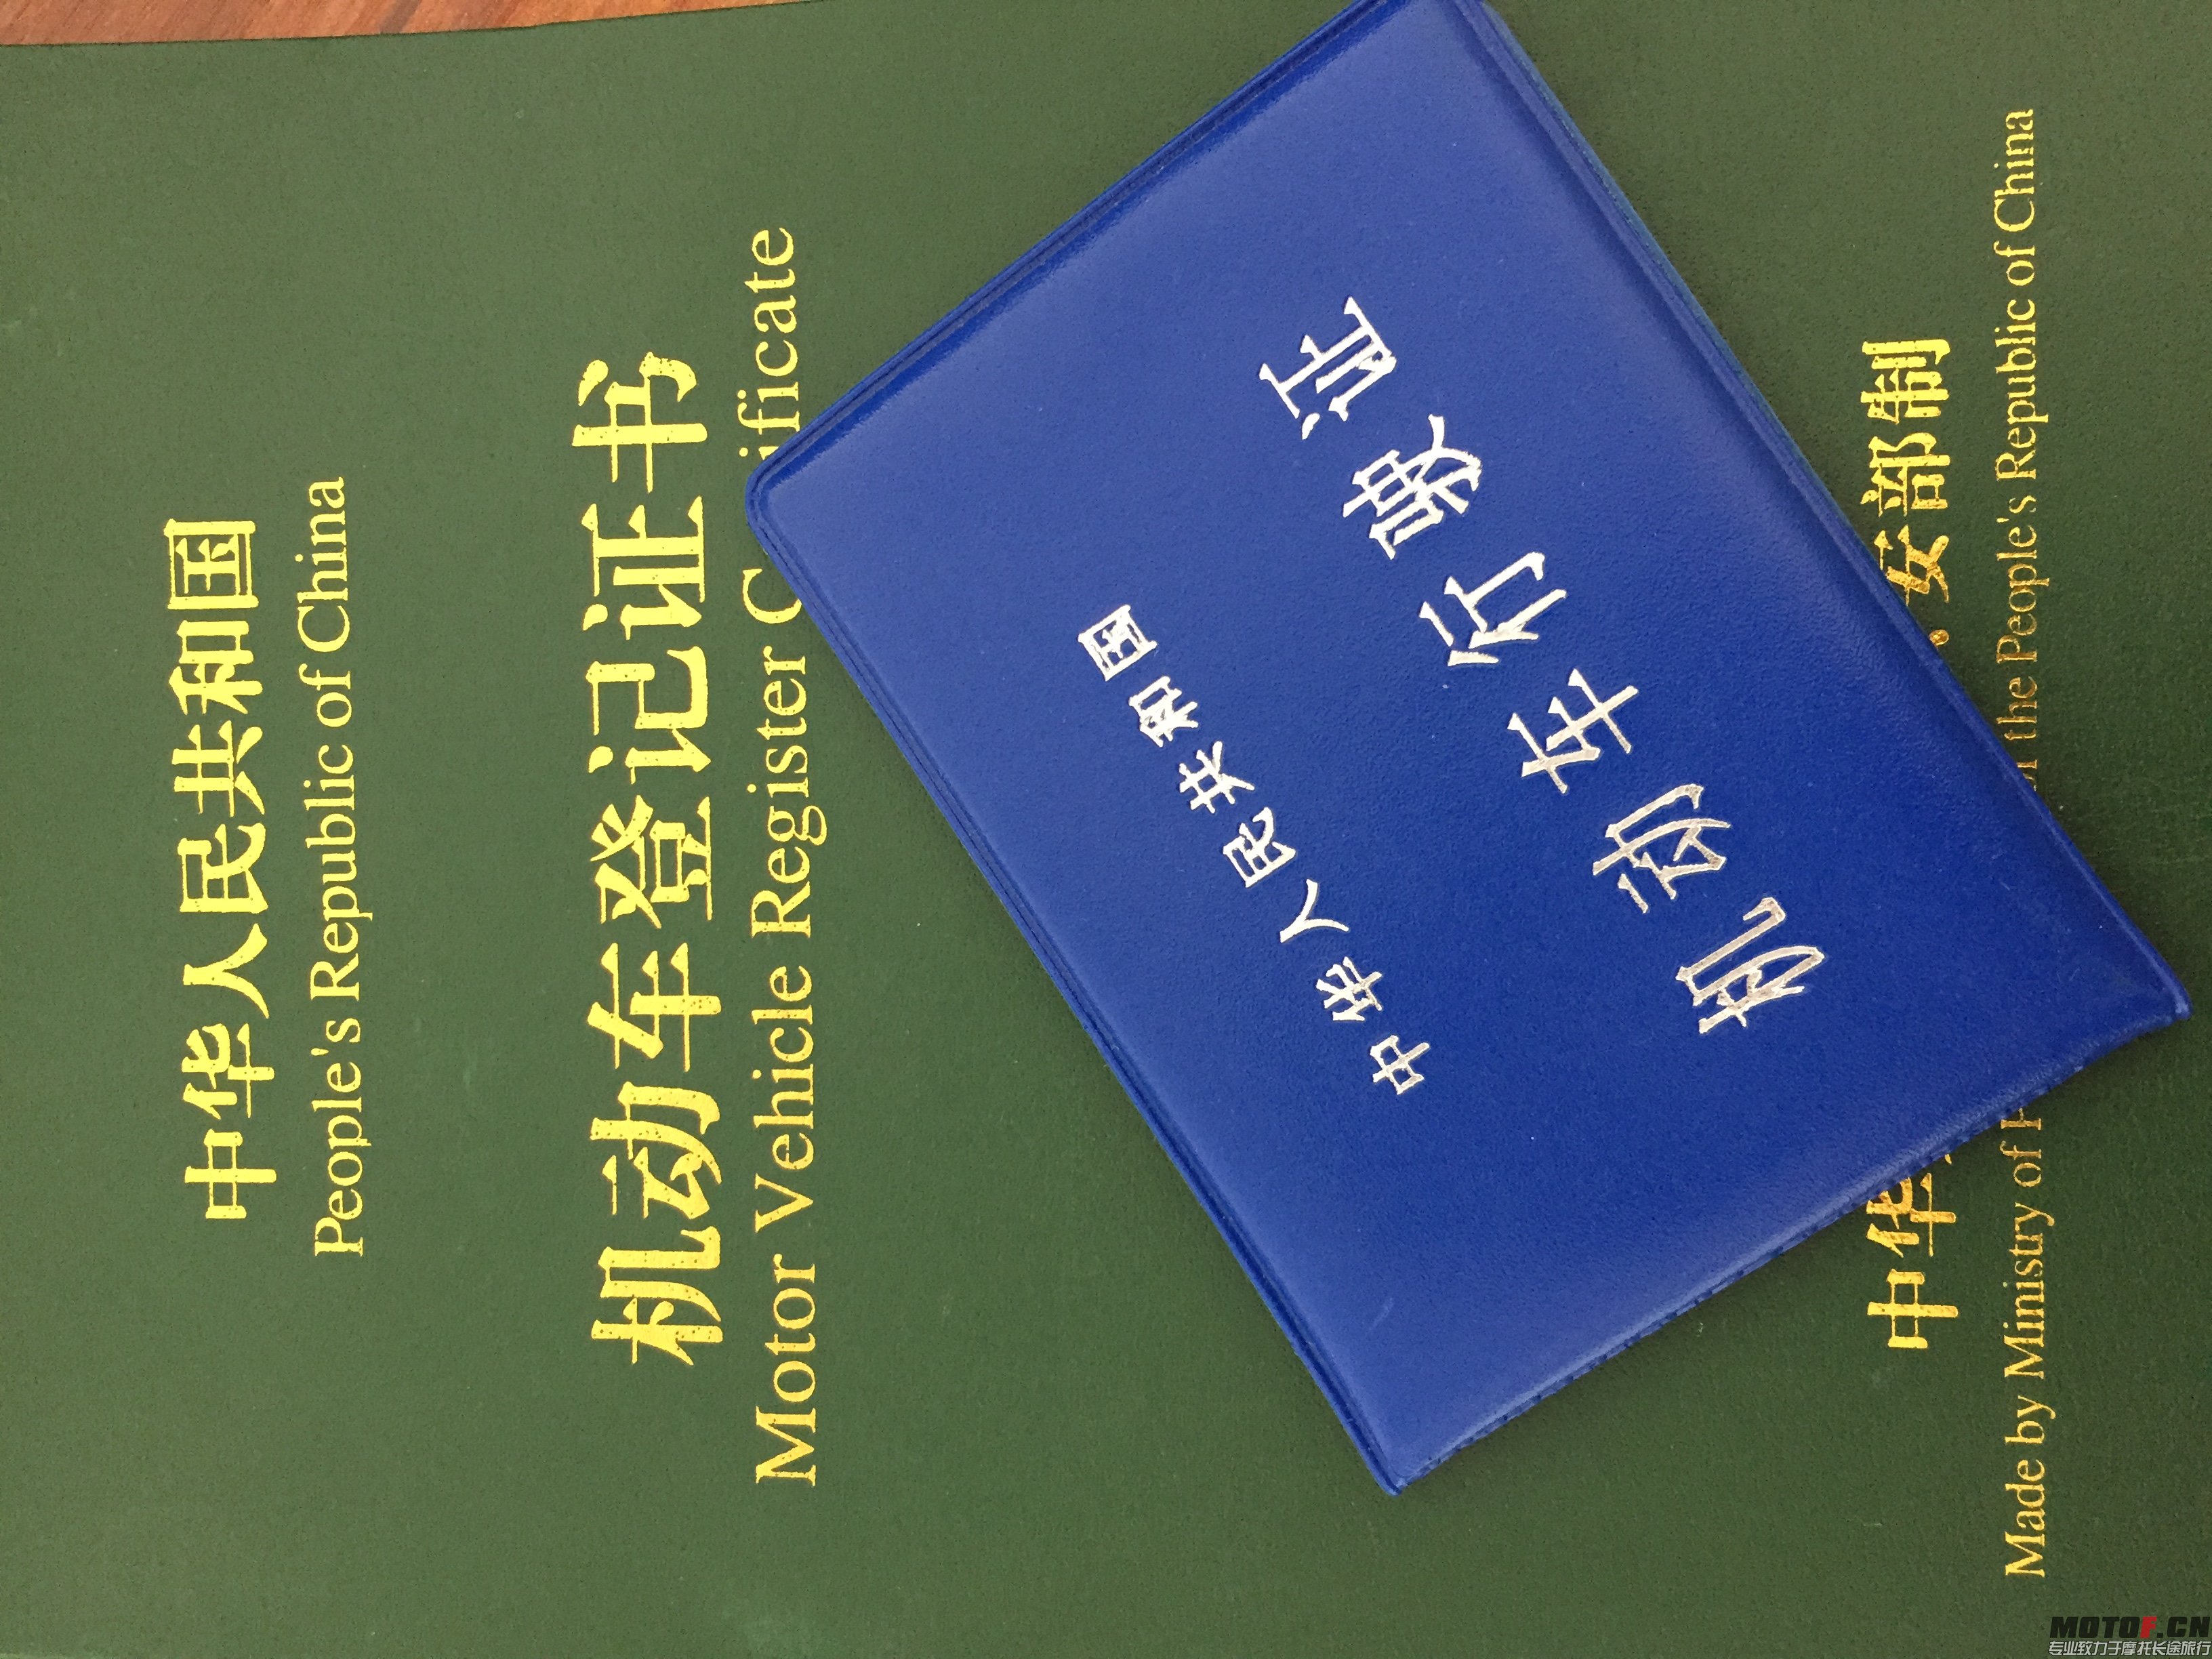 中华人民共和国
People's Republic of China
机动车登记证书
Motor Vehicle Register C ificate
中华人民共和国
机动车行驶证
中华 安部制
Made by Ministry of the People's Republic of China
MOTOF.CN
专业致力于摩托长途旅行